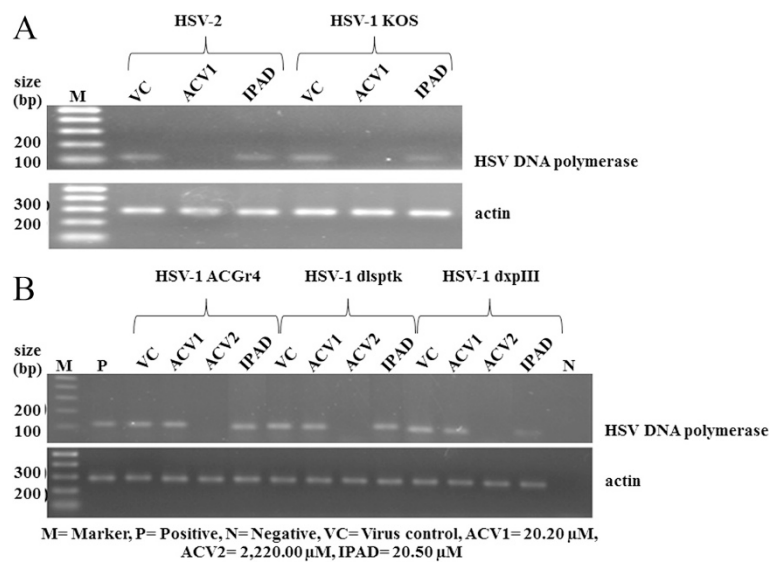 A
HSV-2 HSV-1 KOS
size
(bp) M VC ACV1 IPAD VC ACV1 IPAD
200
100 HSV DNA polymerase
300
200 actin
B
HSV-1 ACGr4 HSV-1 dlsptk HSV-1 dxpIII
size
(bp) M P VC ACV1 ACV2 IPAD VC ACV1 ACV2 IPAD VC ACV1 ACV2 IPAD N
200
100 HSV DNA polymerase
300
200 actin
M= Marker, P= Positive, N= Negative, VC= Virus control, ACV1= 20.20 µM,
ACV2= 2,220.00 µM, IPAD= 20.50 µM